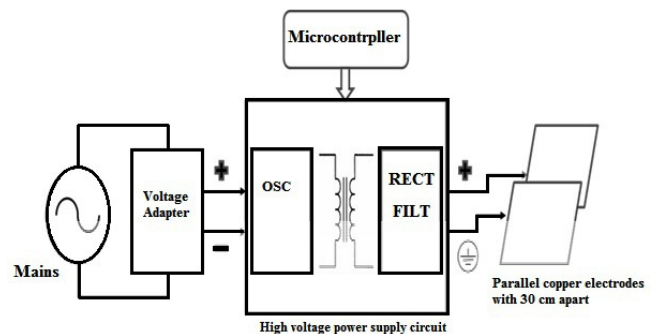 Microcontrpller
Mains
Voltage
Adapter
+
-
OSC
RECT
FILT
+
Parallel copper electrodes
with 30 cm apart
High voltage power supply circuit